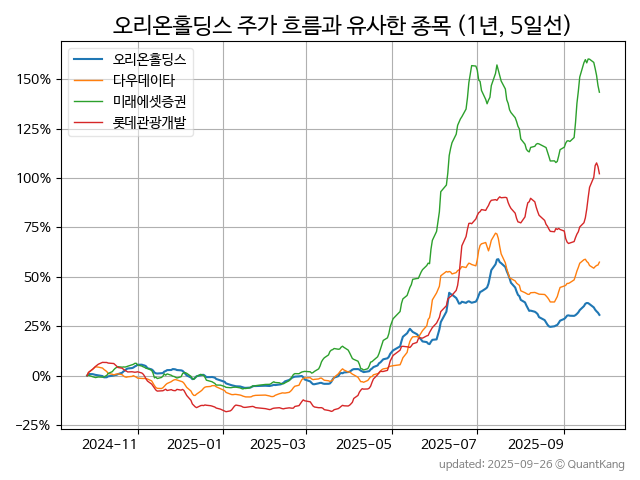 오리온홀딩스 주가 흐름과 유사한 종목 (1년, 5일선)
오리온홀딩스
다우데이타
미래에셋증권
롯데관광개발
150%
125%
100%
75%
50%
25%
0%
−25%
2024−11
2025−01
2025−03
2025−05
2025−07
2025−09
updated: 2025-09-26 © QuantKang